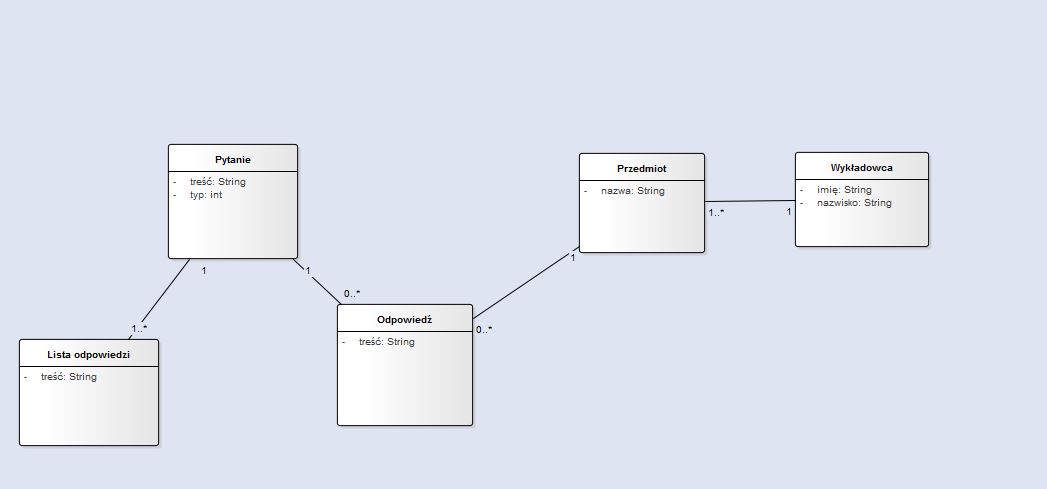 Pytanie
- treść: String
- typ: int
1
1
1..*
Lista odpowiedzi
- treść: String
0..*
Odpowiedż
- treść: String
0..*
Przedmiot
- nazwa: String
1
1..*
1
Wykładowca
- imię: String
- nazwisko: String